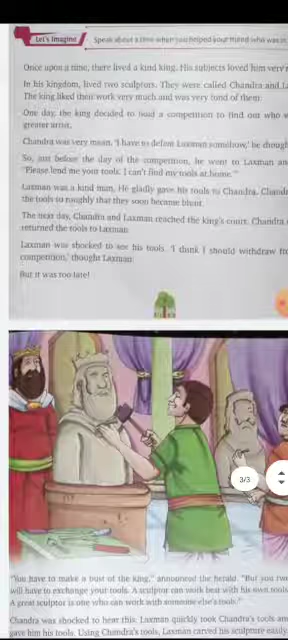 Let's Imagine
Speak about a time when you helped your friend who was in
Once upon a time, there lived a kind king. His subjects loved him very
In his kingdom, lived two sculptors. They were called Chandra and
The king liked their work very much and was very fond of them.
One day, the king decided to hold a competition to find out who
greater artist.
Chandra was very mean. 'I have to defeat Laxman somehow,' he
So, just before the day of the competition, he went to Laxman
"Please lend me your tools. I can't find my tools at home."
Laxman was a kind man. He gladly gave his tools to Chandra.
the tools so roughly that they soon became blunt.
The next day, Chandra and Laxman reached the king's court. Chandra
returned the tools to Laxman.
Laxman was shocked to see his tools. 'I think I should withdraw
competition,' thought Laxman.
But it was too late!
3/3
"You have to make a bust of the king," announced the herald. "But you two
will have to exchange your tools. A sculptor can work best with his own tools.
A great sculptor is one who can work with someone else's tools."
Chandra was shocked to hear this. Laxman quickly took Chandra's tools and
gave him his tools. Using Chandra's tools, Laxman carved his sculpture easily.